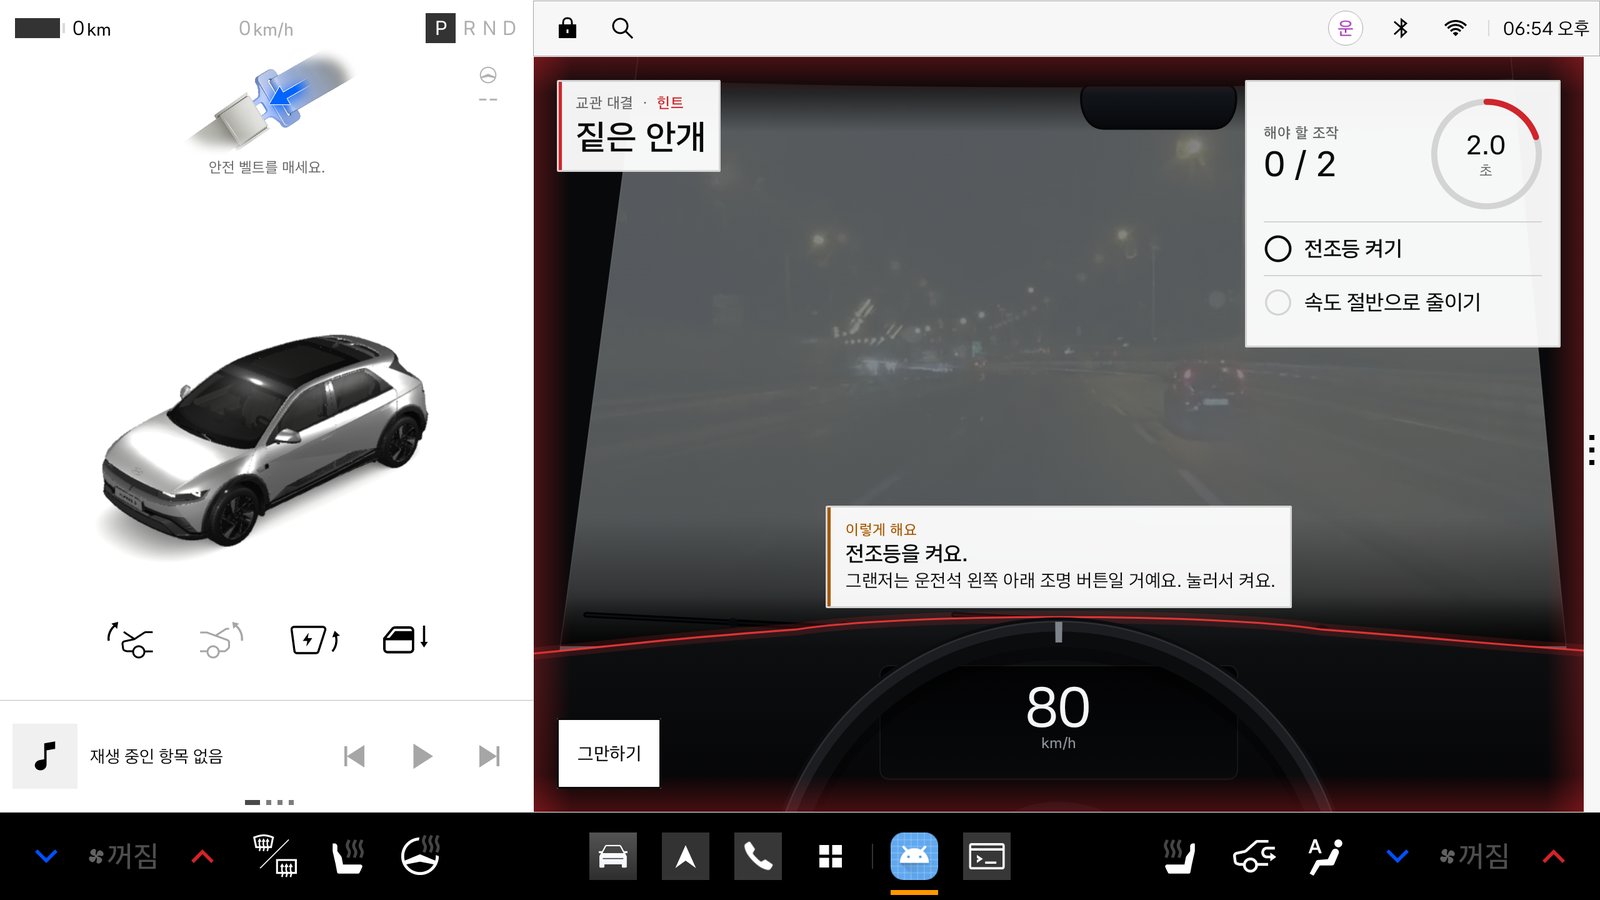 0 km
0 km/h
P R N D
운
06:54 오후
안전 벨트를 매세요.
--
교관 대결 · 힌트
짙은 안개
해야 할 조작
0 / 2
2.0
초
전조등 켜기
속도 절반으로 줄이기
이렇게 해요
전조등을 켜요.
그랜저는 운전석 왼쪽 아래 조명 버튼일 거예요. 눌러서 켜요.
80
km/h
그만하기
재생 중인 항목 없음
꺼짐
A
꺼짐